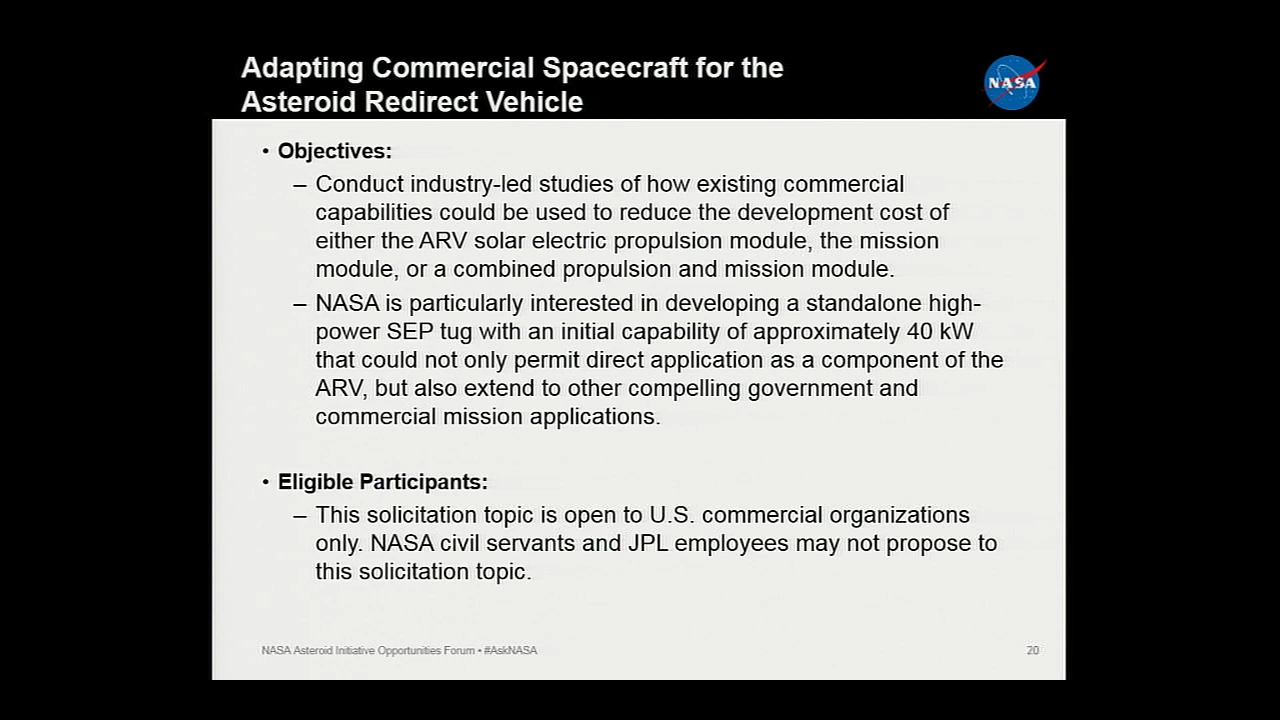 Adapting Commercial Spacecraft for the
Asteroid Redirect Vehicle
NASA
• Objectives:
– Conduct industry-led studies of how existing commercial
capabilities could be used to reduce the development cost of
either the ARV solar electric propulsion module, the mission
module, or a combined propulsion and mission module.
– NASA is particularly interested in developing a standalone high-
power SEP tug with an initial capability of approximately 40 kW
that could not only permit direct application as a component of the
ARV, but also extend to other compelling government and
commercial mission applications.
• Eligible Participants:
– This solicitation topic is open to U.S. commercial organizations
only. NASA civil servants and JPL employees may not propose to
this solicitation topic.
NASA Asteroid Initiative Opportunities Forum • #AskNASA
20